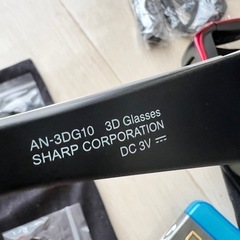 AN-3DG10 3D Glasses
SHARP CORPORATION
DC 3V ⎓